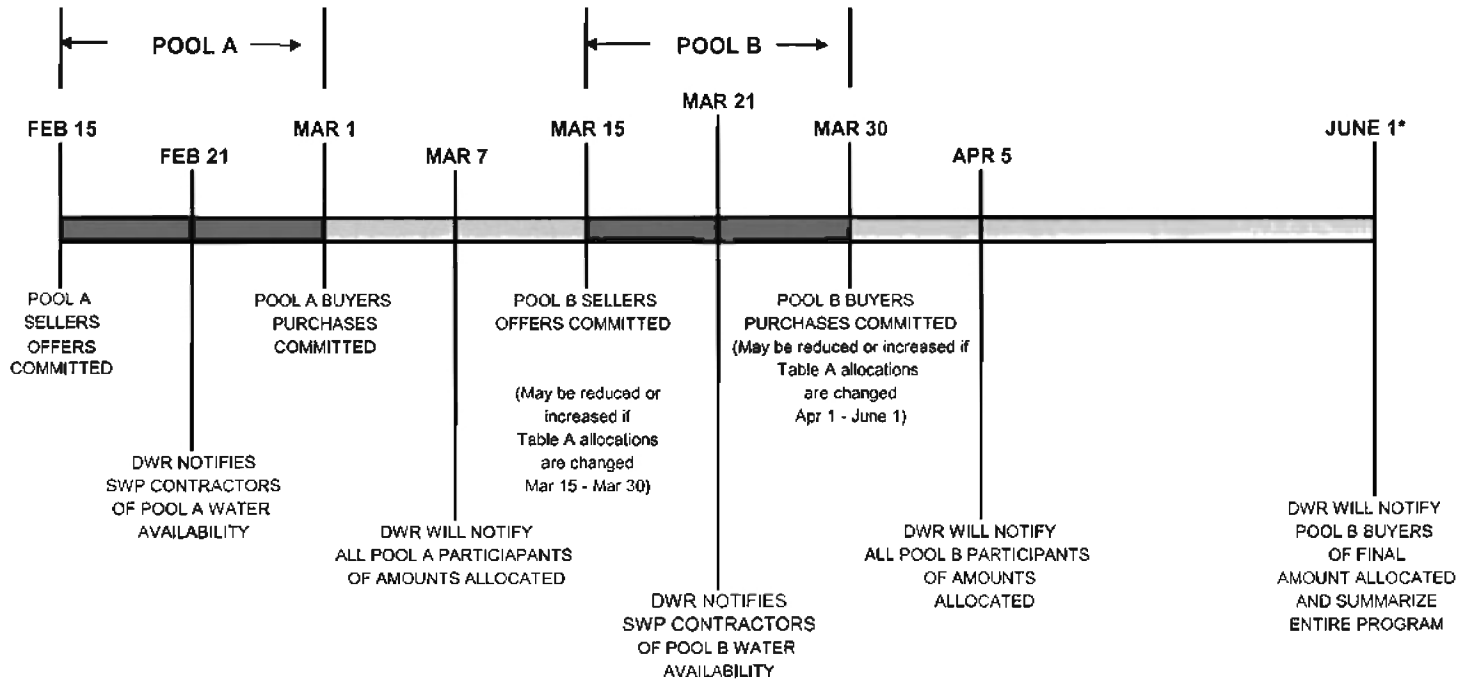 POOL A
POOL B
FEB 15
FEB 21
MAR 1
MAR 7
MAR 15
MAR 21
MAR 30
APR 5
JUNE 1*
POOL A
SELLERS
OFFERS
COMMITTED
DWR NOTIFIES
SWP CONTRACTORS
OF POOL A WATER
AVAILABILITY
POOL A BUYERS
PURCHASES
COMMITTED
DWR WILL NOTIFY
ALL POOL A PARTICIAPANTS
OF AMOUNTS ALLOCATED
POOL B SELLERS
OFFERS COMMITTED
(May be reduced or
increased if
Table A allocations
are changed
Mar 15 - Mar 30)
DWR NOTIFIES
SWP CONTRACTORS
OF POOL B WATER
AVAILABILITY
POOL B BUYERS
PURCHASES COMMITTED
(May be reduced or increased if
Table A allocations
are changed
Apr 1 - June 1)
DWR WILL NOTIFY
ALL POOL B PARTICIPANTS
OF AMOUNTS
ALLOCATED
DWR WILL NOTIFY
POOL B BUYERS
OF FINAL
AMOUNT ALLOCATED
AND SUMMARIZE
ENTIRE PROGRAM